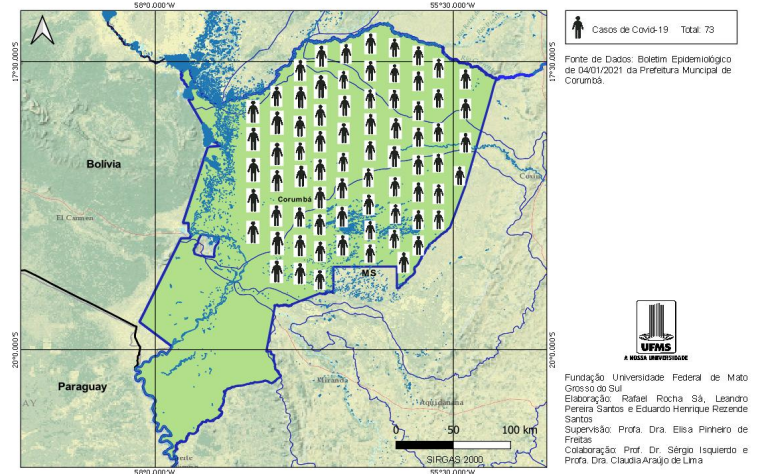 58°0.000'O
55°30.000'O
17°30.000'S
17°30.000'S
Bolívia
El Carmen
Corumbá
Coxim
MS
20°0.000'S
20°0.000'S
Paraguay
AY
Miranda
Aquidauana
0 50 100 km
SIRGAS 2000
58°0.000'O
55°30.000'O
Casos de Covid-19 Total: 73
Fonte de Dados: Boletim Epidemiológico
de 04/01/2021 da Prefeitura Muncipal de
Corumbá.
UFMS
A NOSSA UNIVERSIDADE
Fundação Universidade Federal de Mato
Grosso do Sul
Elaboração: Rafael Rocha Sá, Leandro
Pereira Santos e Eduardo Henrique Rezende
Santos
Supervisão: Profa. Dra. Elisa Pinheiro de
Freitas
Colaboração: Prof. Dr. Sérgio Isquierdo e
Profa. Dra. Claudia Araújo de Lima